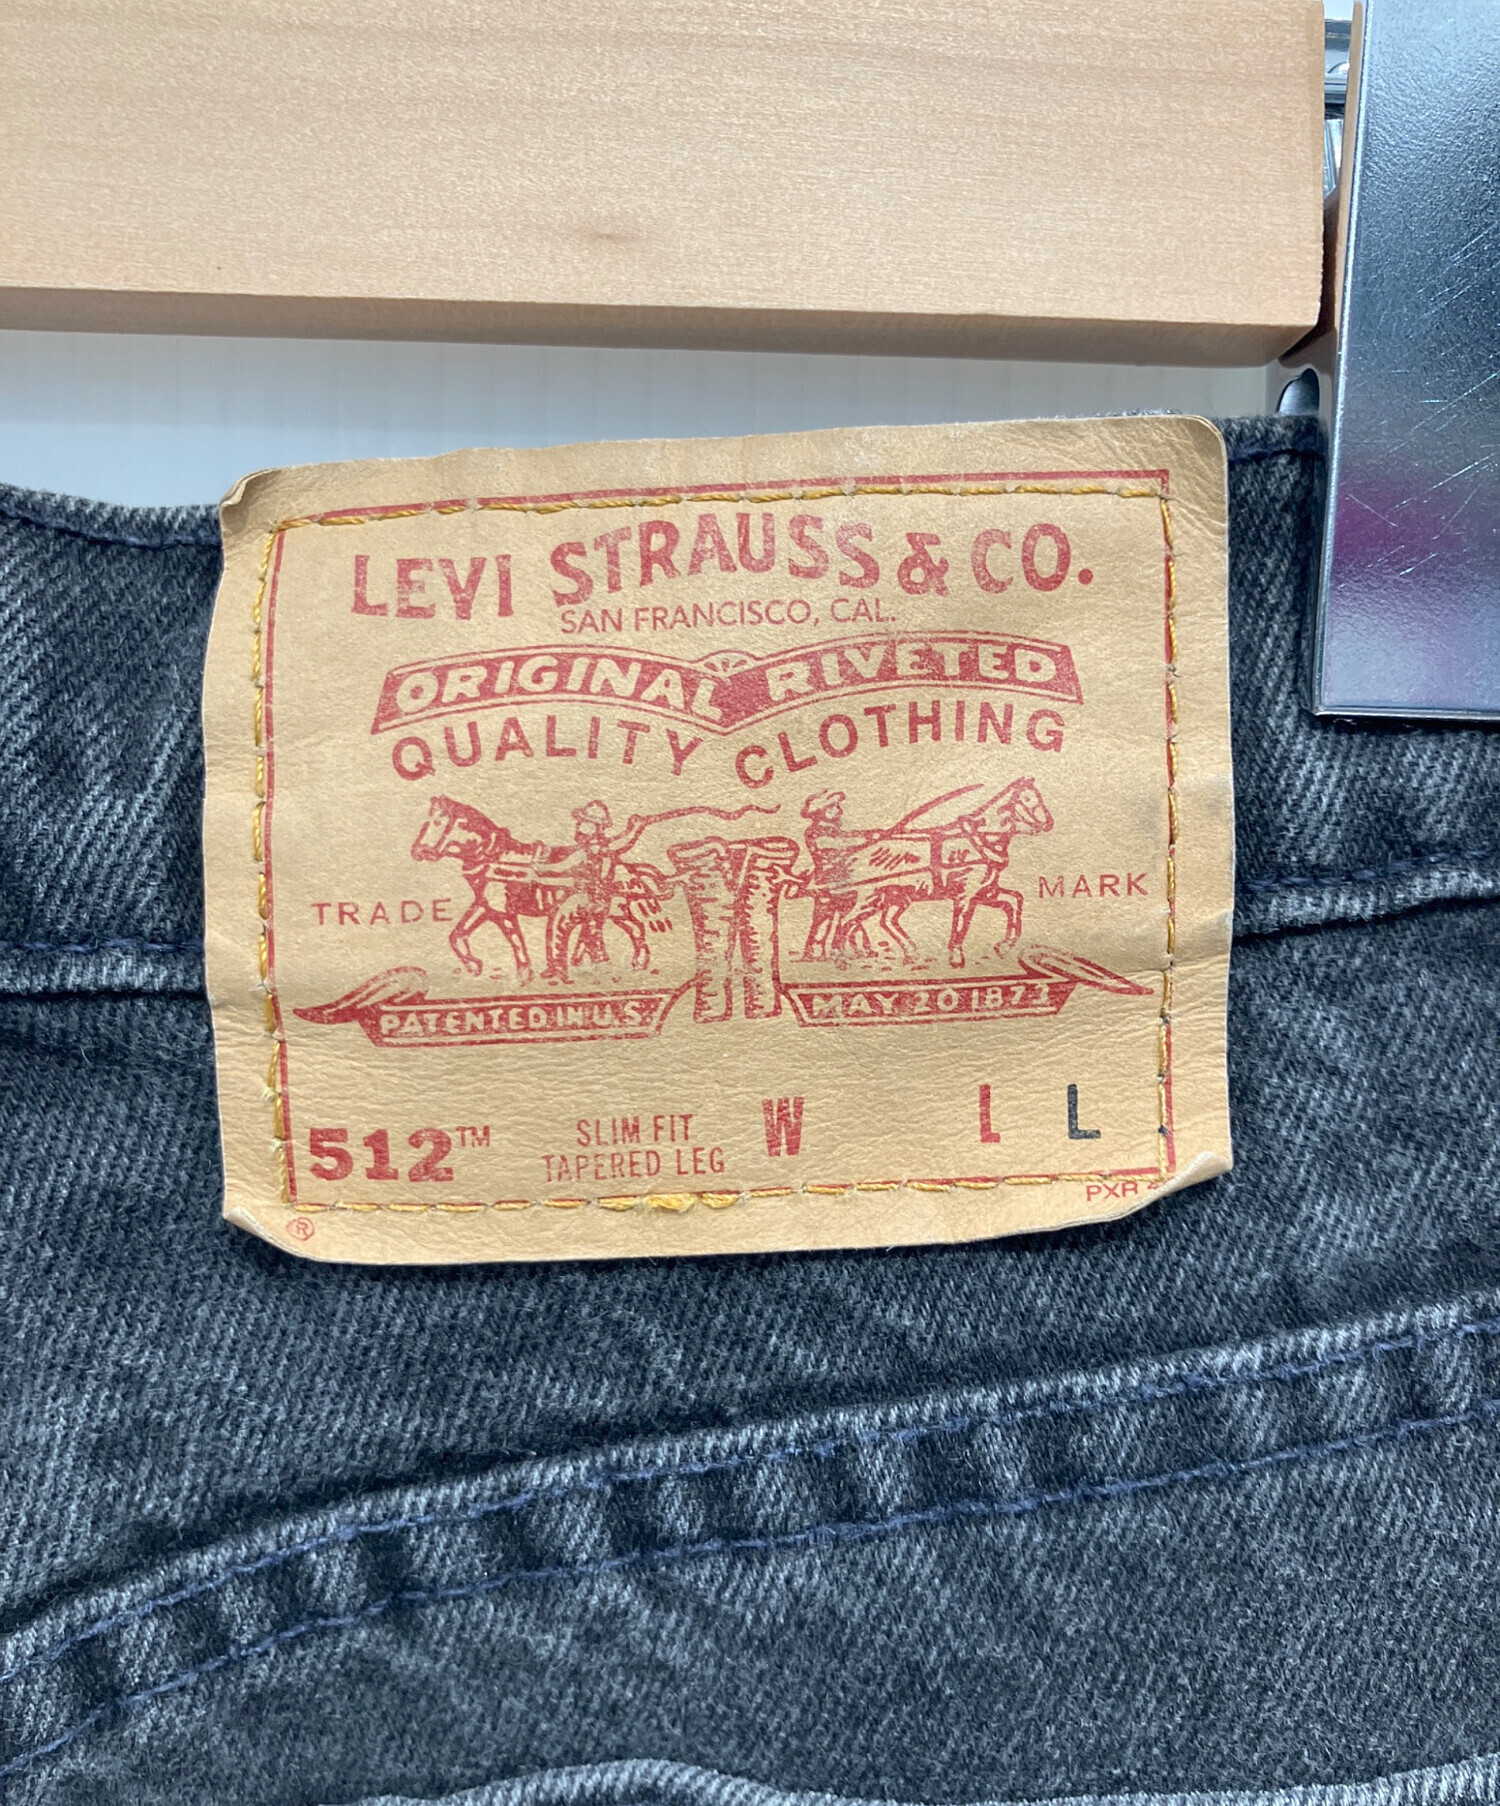 LEVI STRAUSS & CO.
SAN FRANCISCO, CAL.
ORIGINAL RIVETED
QUALITY CLOTHING
TRADE MARK
PATENTED IN U.S. MAY 20 1873
512™ SLIM FIT TAPERED LEG W L L
® PXR